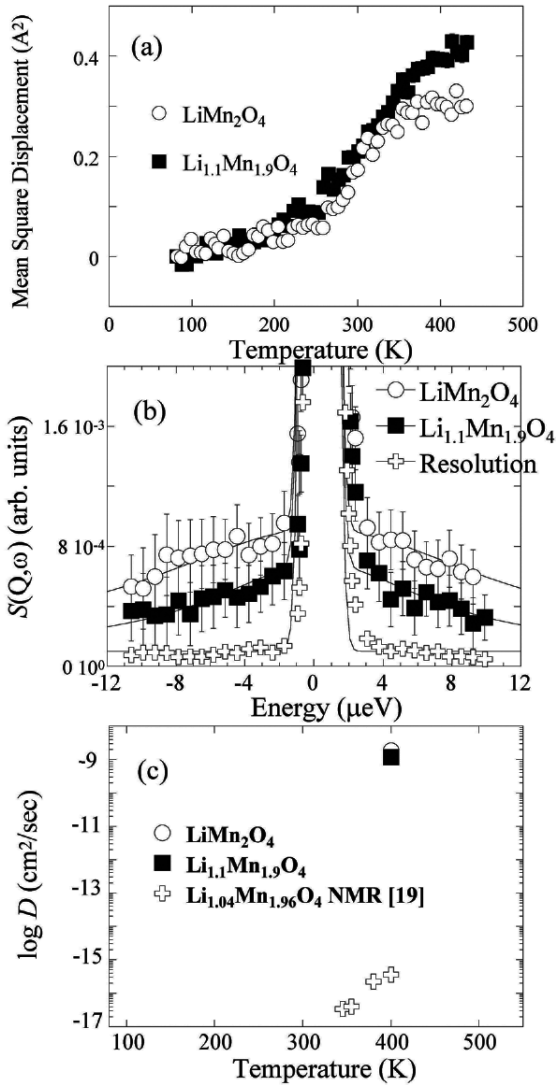 (a)
Mean Square Displacement (A²)
0.4
0.2
0
LiMn₂O₄
Li₁.₁Mn₁.₉O₄
0 100 200 300 400 500
Temperature (K)
(b)
S(Q,ω) (arb. units)
1.6 10⁻³
8 10⁻⁴
0 10⁰
LiMn₂O₄
Li₁.₁Mn₁.₉O₄
Resolution
-12 -8 -4 0 4 8 12
Energy (μeV)
(c)
log D (cm²/sec)
-9
-11
-13
-15
-17
LiMn₂O₄
Li₁.₁Mn₁.₉O₄
Li₁.₀₄Mn₁.₉₆O₄ NMR [19]
100 200 300 400 500
Temperature (K)